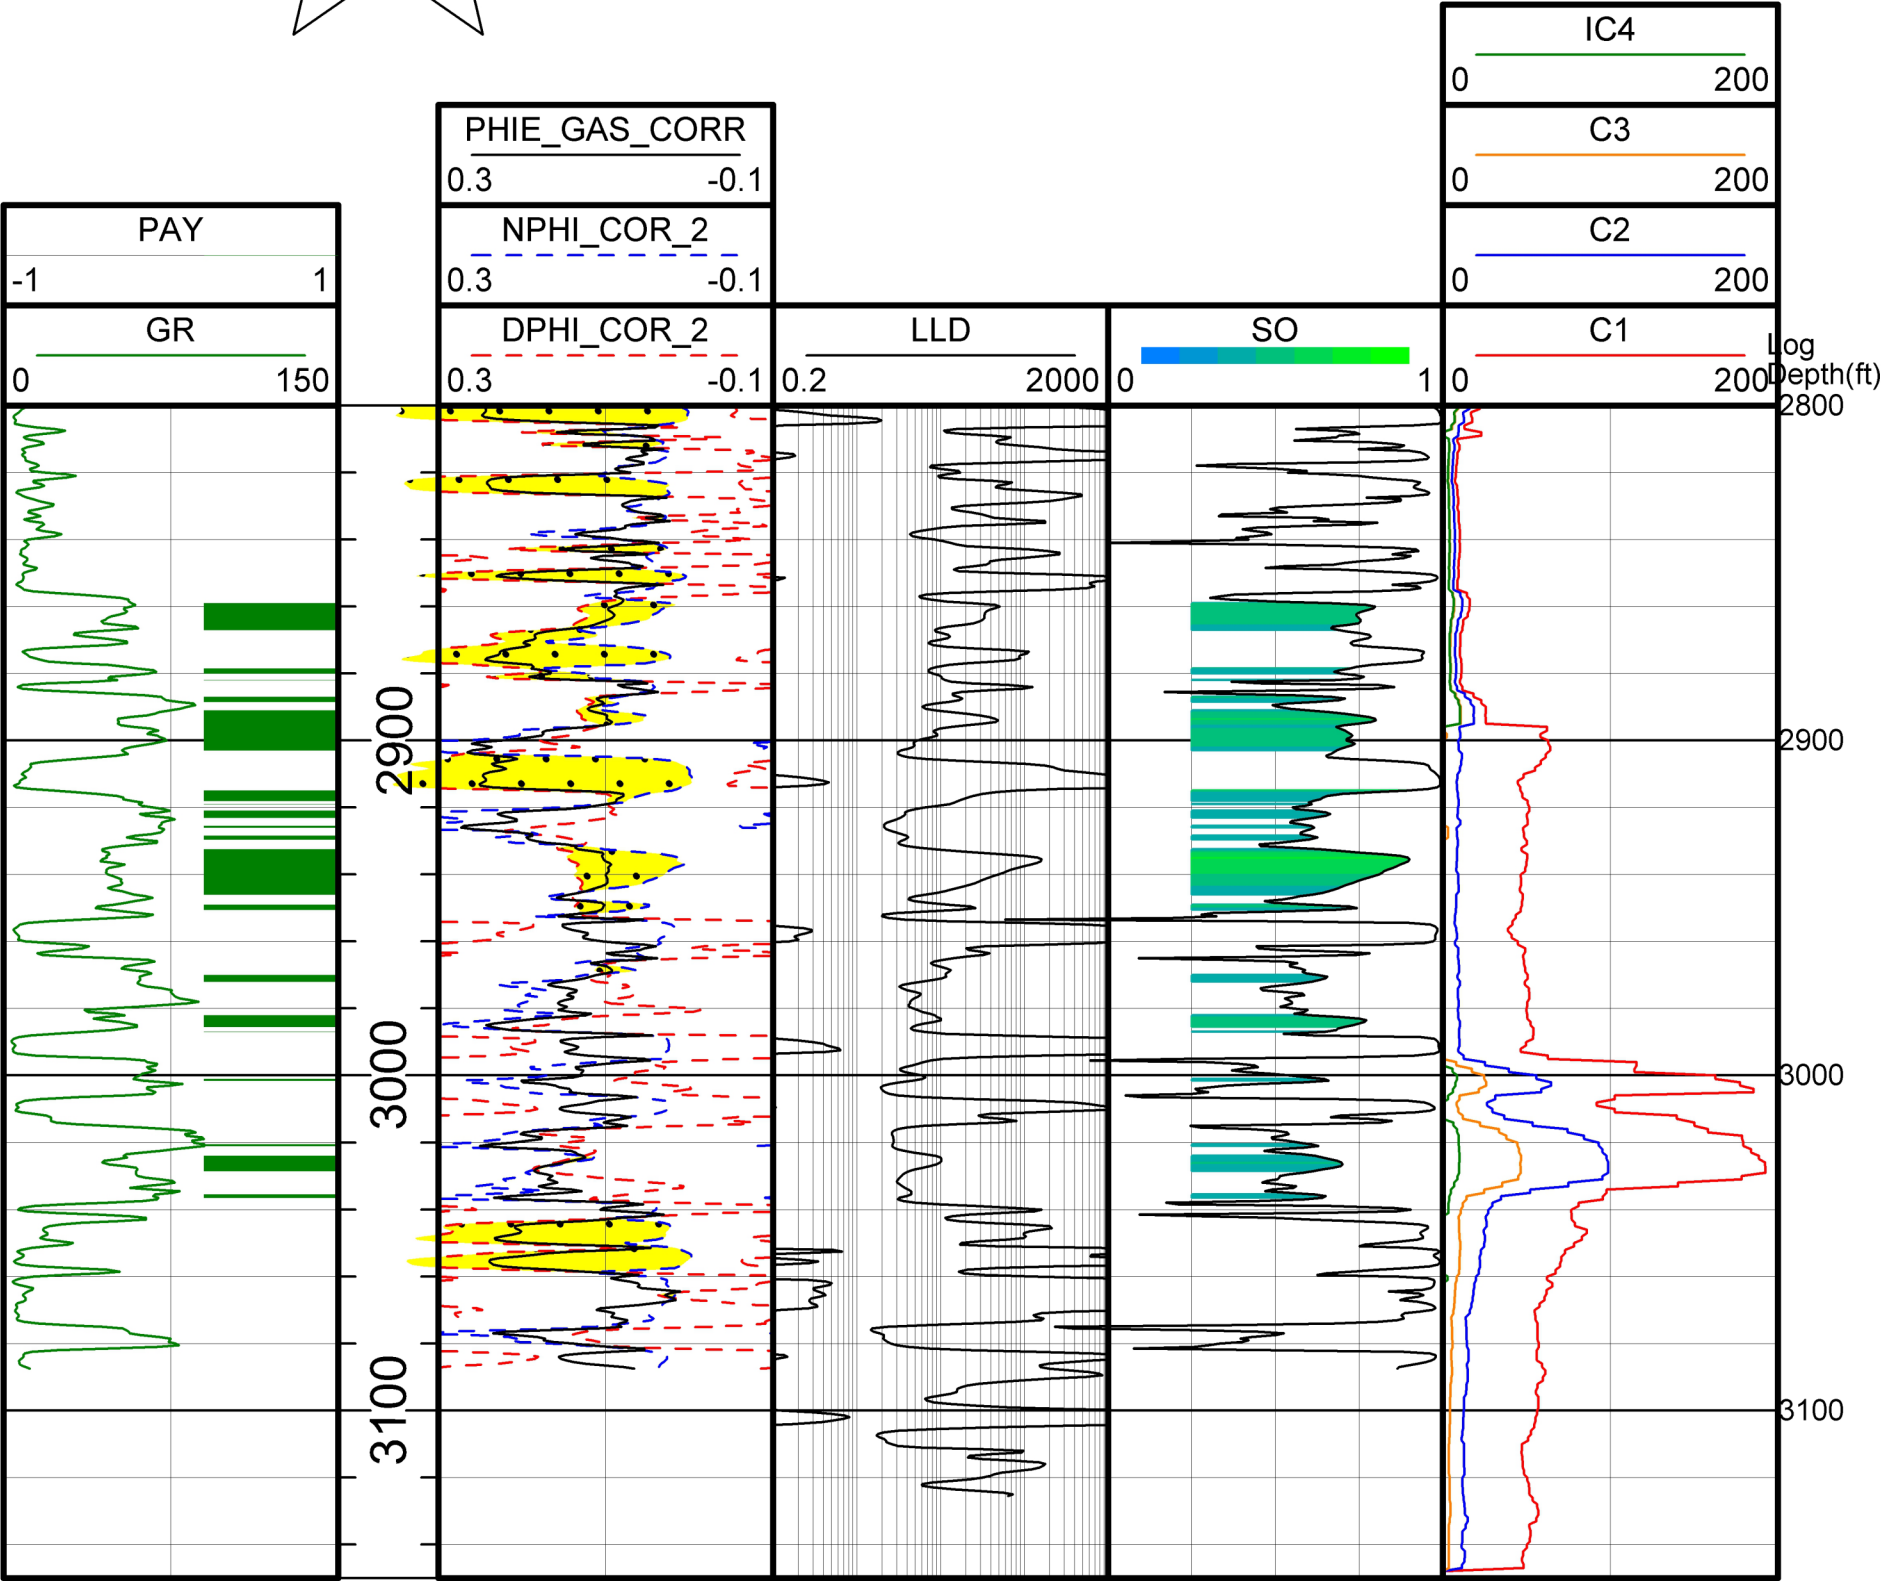 IC4
0 200
PHIE_GAS_CORR
0.3 -0.1
C3
0 200
PAY
-1 1
NPHI_COR_2
0.3 -0.1
C2
0 200
GR
0 150
DPHI_COR_2
0.3 -0.1
LLD
0.2 2000
SO
0 1
C1
0 200
Log
Depth(ft)
2800
2900
2900
3000
3000
3100
3100